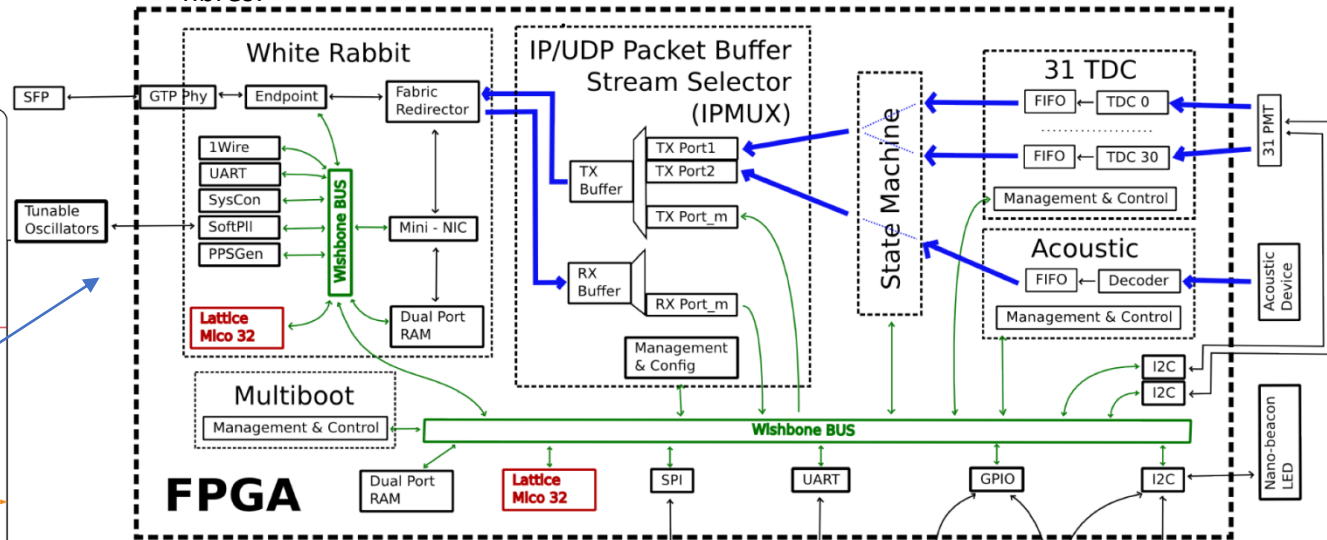 White Rabbit
SFP
GTP Phy
Endpoint
Fabric
Redirector
1Wire
UART
SysCon
SoftPll
PPSGen
Tunable
Oscillators
Wishbone BUS
Mini - NIC
Lattice
Mico 32
Dual Port
RAM
IP/UDP Packet Buffer
Stream Selector
(IPMUX)
TX
Buffer
TX Port1
TX Port2
TX Port_m
RX
Buffer
RX Port_m
Management
& Config
State Machine
31 TDC
FIFO
TDC 0
FIFO
TDC 30
Management & Control
31 PMT
Acoustic
FIFO
Decoder
Management & Control
Acoustic
Device
I2C
I2C
Multiboot
Management & Control
Wishbone BUS
FPGA
Dual Port
RAM
Lattice
Mico 32
SPI
UART
GPIO
I2C
Nano-beacon
LED